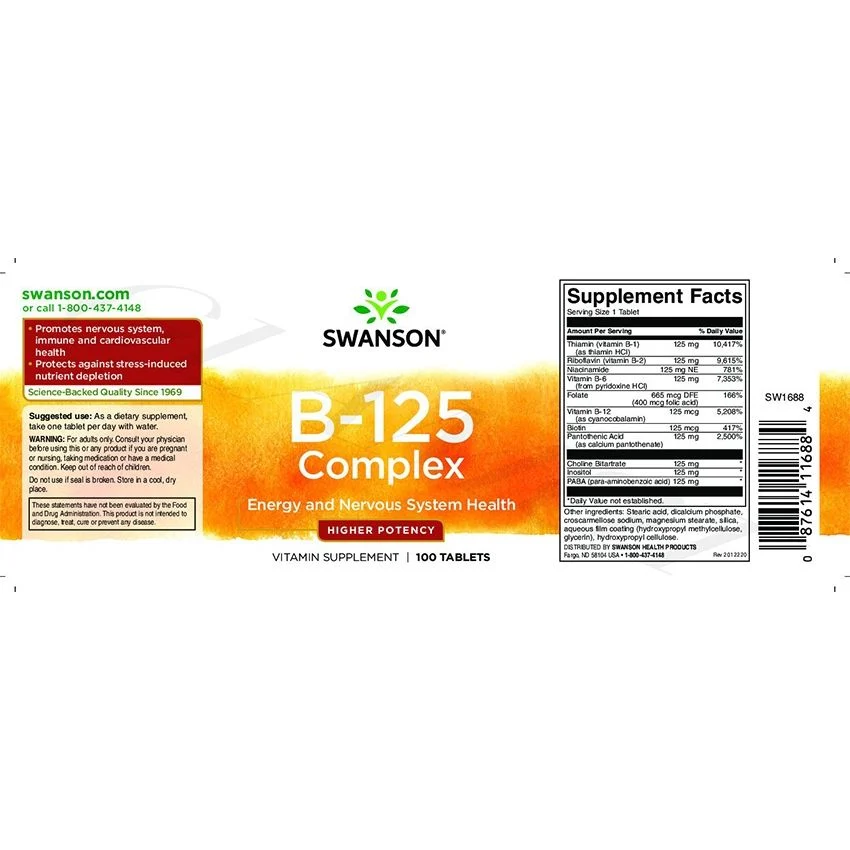 swanson.com
or call 1-800-437-4148
• Promotes nervous system,
immune and cardiovascular
health
• Protects against stress-induced
nutrient depletion
Science-Backed Quality Since 1969
Suggested use: As a dietary supplement,
take one tablet per day with water.
WARNING: For adults only. Consult your physician
before using this or any product if you are pregnant
or nursing, taking medication or have a medical
condition. Keep out of reach of children.
Do not use if seal is broken. Store in a cool, dry
place.
These statements have not been evaluated by the Food
and Drug Administration. This product is not intended to
diagnose, treat, cure or prevent any disease.
SWANSON®
B-125
Complex
Energy and Nervous System Health
HIGHER POTENCY
VITAMIN SUPPLEMENT | 100 TABLETS
Supplement Facts
Serving Size 1 Tablet
Amount Per Serving % Daily Value
Thiamin (vitamin B-1) 125 mg 10,417%
(as thiamin HCl)
Riboflavin (vitamin B-2) 125 mg 9,615%
Niacinamide 125 mg NE 781%
Vitamin B-6 125 mg 7,353%
(from pyridoxine HCl)
Folate 665 mcg DFE 166%
(400 mcg folic acid)
Vitamin B-12 125 mcg 5,208%
(as cyanocobalamin)
Biotin 125 mcg 417%
Pantothenic Acid 125 mg 2,500%
(as calcium pantothenate)
Choline Bitartrate 125 mg *
Inositol 125 mg *
PABA (para-aminobenzoic acid) 125 mg *
*Daily Value not established.
Other ingredients: Stearic acid, dicalcium phosphate,
croscarmellose sodium, magnesium stearate, silica,
aqueous film coating (hydroxypropyl methylcellulose,
glycerin), hydroxypropyl cellulose.
DISTRIBUTED BY SWANSON HEALTH PRODUCTS
Fargo, ND 58104 USA • 1-800-437-4148 Rev 2012220
SW1688
0 87614 11688 4